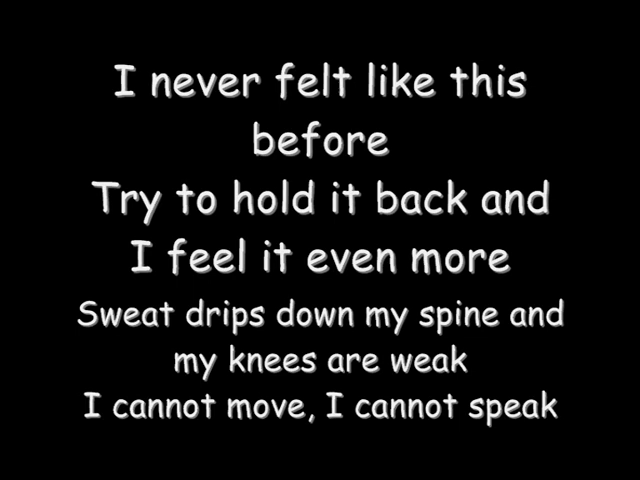 I never felt like this
before
Try to hold it back and
I feel it even more
Sweat drips down my spine and
my knees are weak
I cannot move, I cannot speak